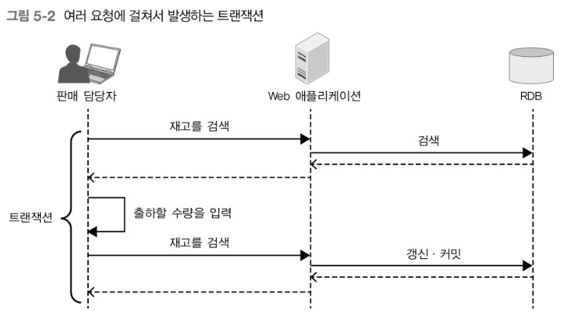 그림 5-2 여러 요청에 걸쳐서 발생하는 트랜잭션
판매 담당자
Web 애플리케이션
RDB
재고를 검색
검색
트랜잭션
출하할 수량을 입력
재고를 검색
갱신 · 커밋